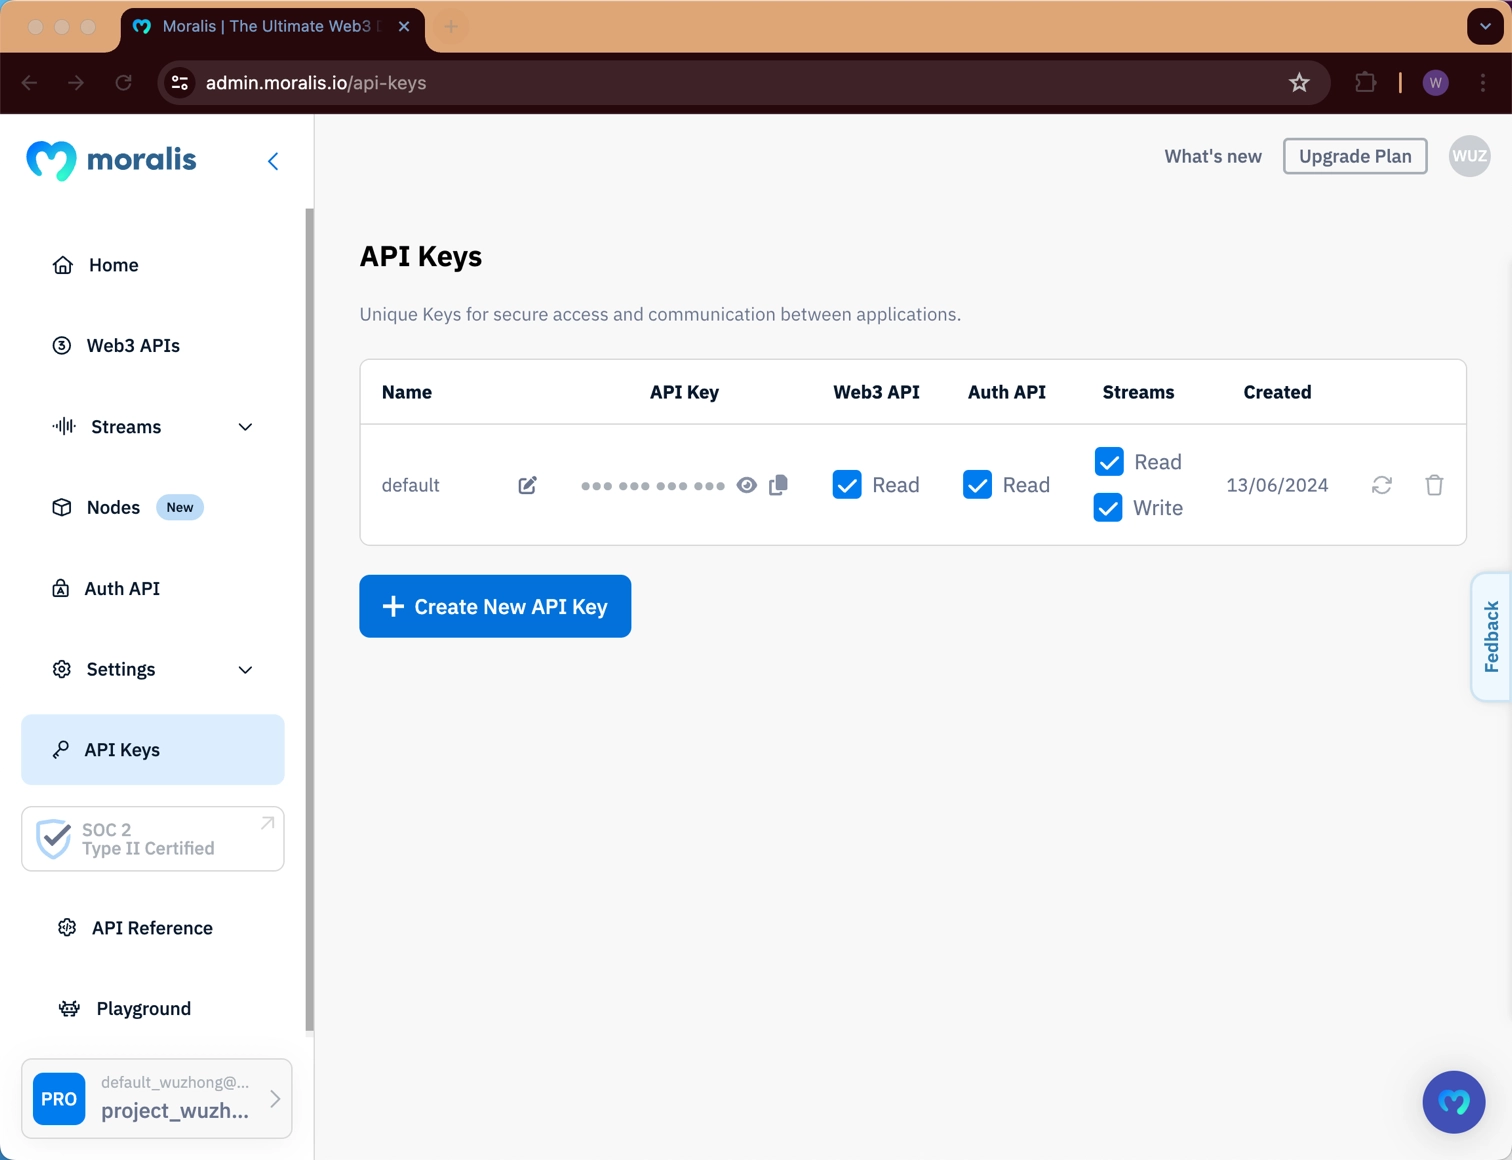 Moralis | The Ultimate Web3
admin.moralis.io/api-keys
W
moralis
What's new
Upgrade Plan
WUZ
Home
Web3 APIs
Streams
Nodes New
Auth API
Settings
API Keys
SOC 2
Type II Certified
API Reference
Playground
PRO
default_wuzhong@...
project_wuzh...
API Keys
Unique Keys for secure access and communication between applications.
Name API Key Web3 API Auth API Streams Created
default Read Read Read Write 13/06/2024
Create New API Key
Feedback